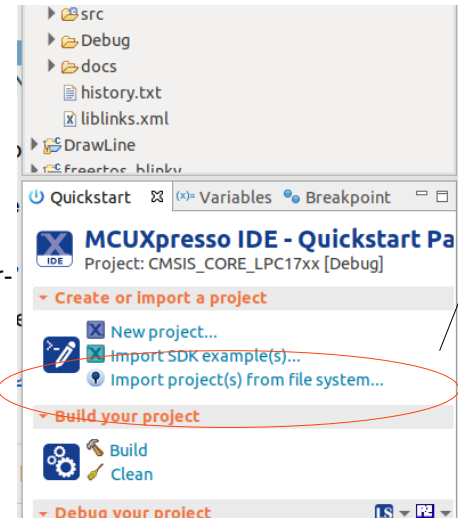 src
Debug
docs
history.txt
liblinks.xml
DrawLine
freertos_blinky
Quickstart (x)= Variables Breakpoint
MCUXpresso IDE - Quickstart Pa
IDE
Project: CMSIS_CORE_LPC17xx [Debug]
Create or import a project
New project...
Import SDK example(s)...
Import project(s) from file system...
Build your project
Build
Clean
Debug your project LS